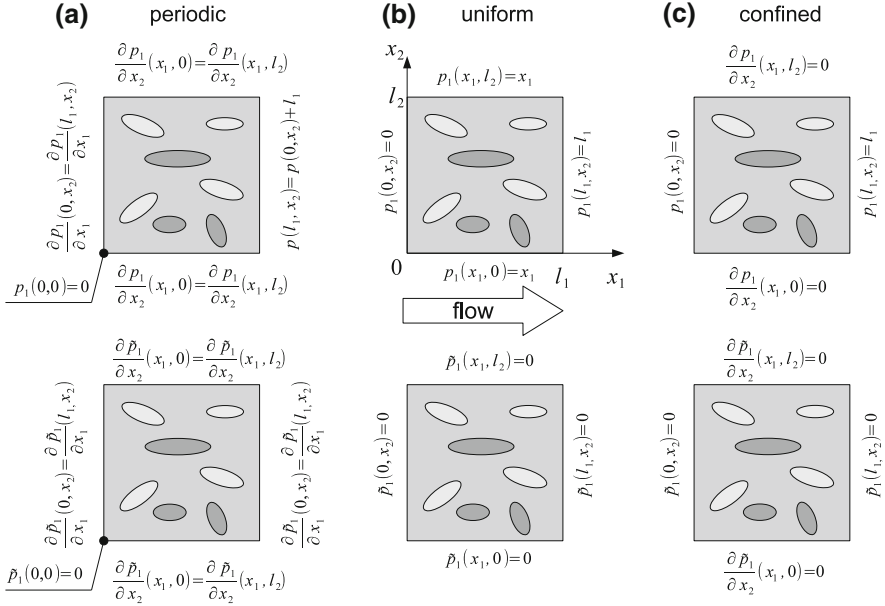 (a) periodic
∂p₁/∂x₂(x₁,0)=∂p₁/∂x₂(x₁,l₂)
∂p₁/∂x₁(0,x₂)=∂p₁/∂x₁(l₁,x₂)
p(l₁,x₂)=p(0,x₂)+l₁
p₁(0,0)=0
∂p₁/∂x₂(x₁,0)=∂p₁/∂x₂(x₁,l₂)
∂p̃₁/∂x₂(x₁,0)=∂p̃₁/∂x₂(x₁,l₂)
∂p̃₁/∂x₁(0,x₂)=∂p̃₁/∂x₁(l₁,x₂)
∂p̃₁/∂x₁(0,x₂)=∂p̃₁/∂x₁(l₁,x₂)
p̃₁(0,0)=0
∂p̃₁/∂x₂(x₁,0)=∂p̃₁/∂x₂(x₁,l₂)
(b) uniform
x₂
p₁(x₁,l₂)=x₁
l₂
p₁(0,x₂)=0
p₁(l₁,x₂)=l₁
0
p₁(x₁,0)=x₁
l₁
x₁
flow
p̃₁(x₁,l₂)=0
p̃₁(0,x₂)=0
p̃₁(l₁,x₂)=0
p̃₁(x₁,0)=0
(c) confined
∂p₁/∂x₂(x₁,l₂)=0
p₁(0,x₂)=0
p₁(l₁,x₂)=l₁
∂p₁/∂x₂(x₁,0)=0
∂p̃₁/∂x₂(x₁,l₂)=0
p̃₁(0,x₂)=0
p̃₁(l₁,x₂)=0
∂p̃₁/∂x₂(x₁,0)=0